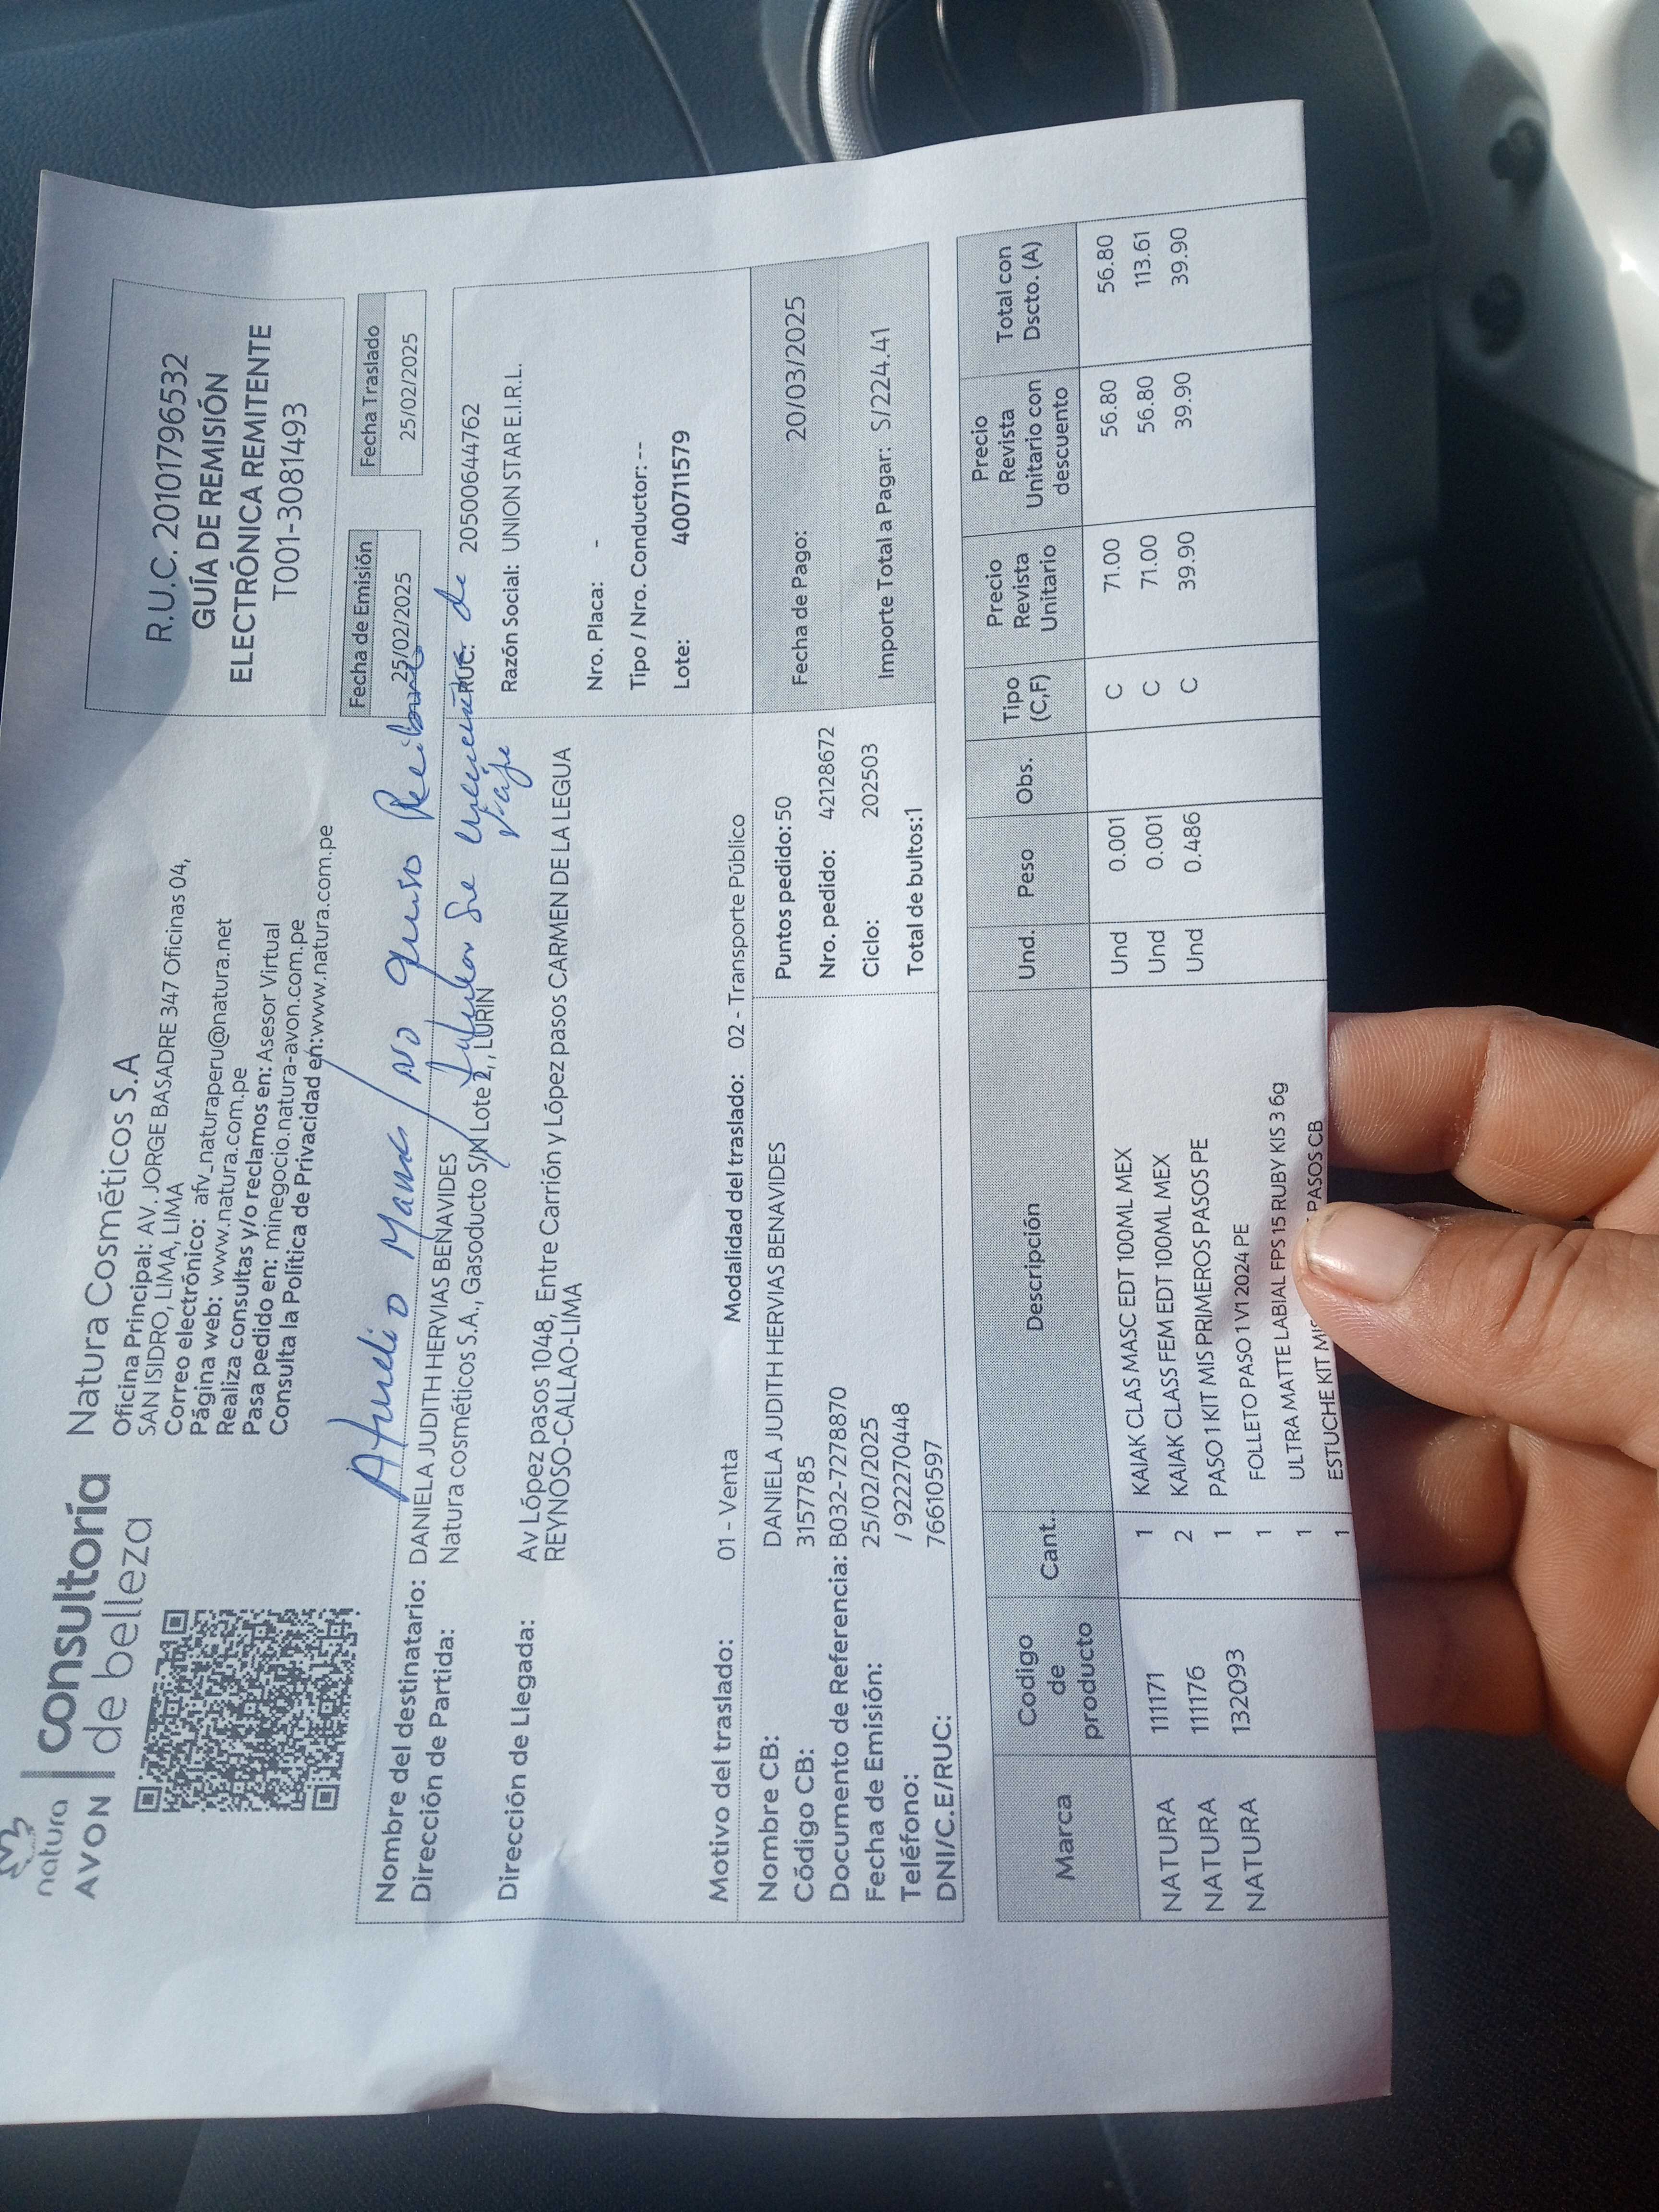 natura
AVON
Consultoría
de belleza
Natura Cosméticos S.A
Oficina Principal: AV. JORGE BASADRE 347 Oficinas 04,
SAN ISIDRO, LIMA, LIMA
Correo electrónico: afv_naturaperu@natura.net
Página web: www.natura.com.pe
Realiza consultas y/o reclamos en: Asesor Virtual
Pasa pedido en: minegocio.natura-avon.com.pe
Consulta la Política de Privacidad en:www.natura.com.pe
R.U.C. 20101796532
GUÍA DE REMISIÓN
ELECTRÓNICA REMITENTE
T001-3081493
Fecha de Emisión Fecha Traslado
25/02/2025 25/02/2025
no quiso
se de
viaje
Nombre del destinatario: DANIELA JUDITH HERVIAS BENAVIDES
Dirección de Partida: Natura cosméticos S.A., Gasoducto S/N Lote 2, , LURIN
Dirección de Llegada: Av López pasos 1048, Entre Carrión y López pasos CARMEN DE LA LEGUA
REYNOSO-CALLAO-LIMA
RUC: 20500644762
Razón Social: UNION STAR E.I.R.L.
Nro. Placa: -
Tipo / Nro. Conductor: --
Lote: 400711579
Motivo del traslado: 01 - Venta Modalidad del traslado: 02 - Transporte Público
Nombre CB: DANIELA JUDITH HERVIAS BENAVIDES
Código CB: 3157785
Documento de Referencia: B032-72788870
Fecha de Emisión: 25/02/2025
Teléfono: / 922270448
DNI/C.E/RUC: 76610597
Puntos pedido: 50
Nro. pedido: 42128672
Ciclo: 202503
Total de bultos:1
Fecha de Pago: 20/03/2025
Importe Total a Pagar: S/224.41
Marca Codigo de producto Cant.. Descripción Und. Peso Obs. Tipo (C,F) Precio Revista Unitario Precio Revista Unitario con descuento Total con Dscto. (A)
NATURA 111171 1 KAIAK CLAS MASC EDT 100ML MEX Und 0.001 C 71.00 56.80 56.80
NATURA 111176 2 KAIAK CLASS FEM EDT 100ML MEX Und 0.001 C 71.00 56.80 113.61
NATURA 132093 1 PASO 1 KIT MIS PRIMEROS PASOS PE Und 0.486 C 39.90 39.90 39.90
1 FOLLETO PASO 1 V1 2024 PE
1 ULTRA MATTE LABIAL FPS 15 RUBY KIS 3 6g
1 ESTUCHE KIT PASOS CB